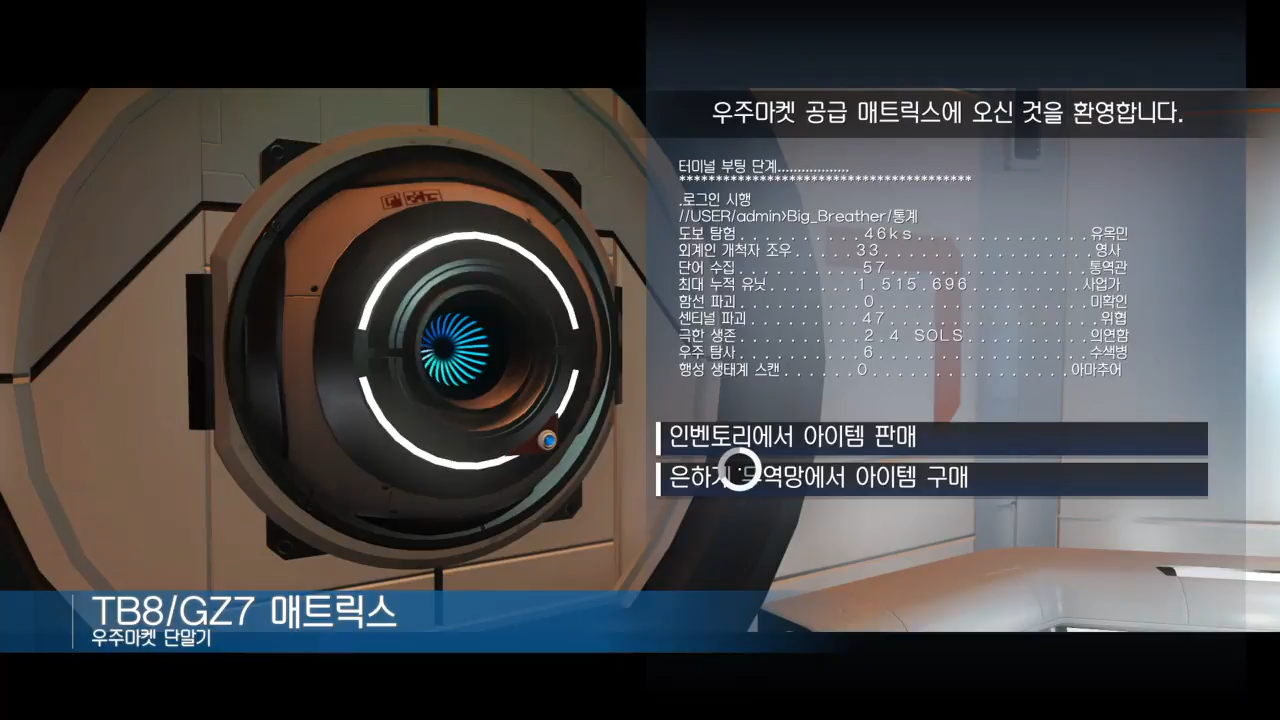 우주마켓 공급 매트릭스에 오신 것을 환영합니다.
터미널 부팅 단계..................
****************************************
.로그인 시행
//USER/admin>Big_Breather/통계
도보 탐험..........46ks..............유목민
외계인 개척자 조우.....33................영사
단어 수집..........57...............통역관
최대 누적 유닛.......1.515.696.........사업가
함선 파괴..........0................미확인
센티널 파괴.........47................위협
극한 생존..........2.4 SOLS..........의연함
우주 탐사..........6................수색병
행성 생태계 스캔......0..............아마추어
인벤토리에서 아이템 판매
은하계 무역망에서 아이템 구매
TB8/GZ7 매트릭스
우주마켓 단말기